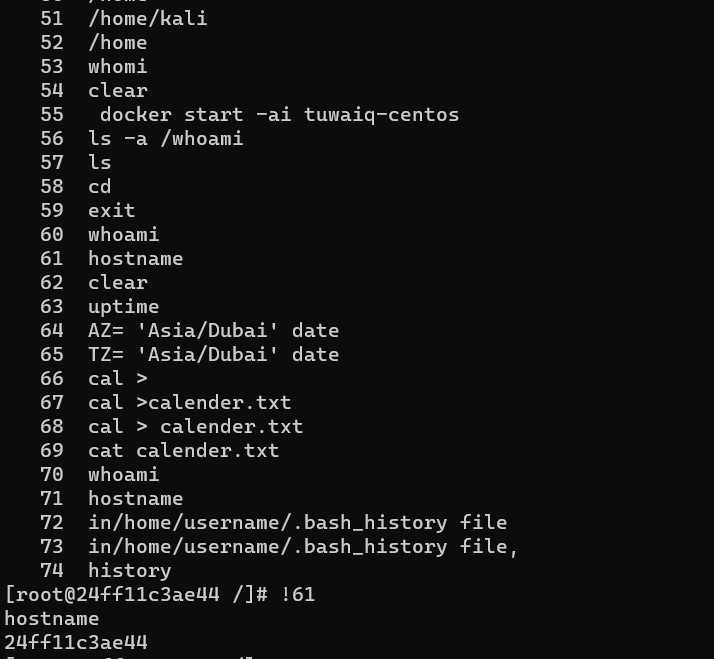 51 /home/kali
52 /home
53 whomi
54 clear
55 docker start -ai tuwaiq-centos
56 ls -a /whoami
57 ls
58 cd
59 exit
60 whoami
61 hostname
62 clear
63 uptime
64 AZ= 'Asia/Dubai' date
65 TZ= 'Asia/Dubai' date
66 cal >
67 cal >calender.txt
68 cal > calender.txt
69 cat calender.txt
70 whoami
71 hostname
72 in/home/username/.bash_history file
73 in/home/username/.bash_history file,
74 history
[root@24ff11c3ae44 /]# !61
hostname
24ff11c3ae44